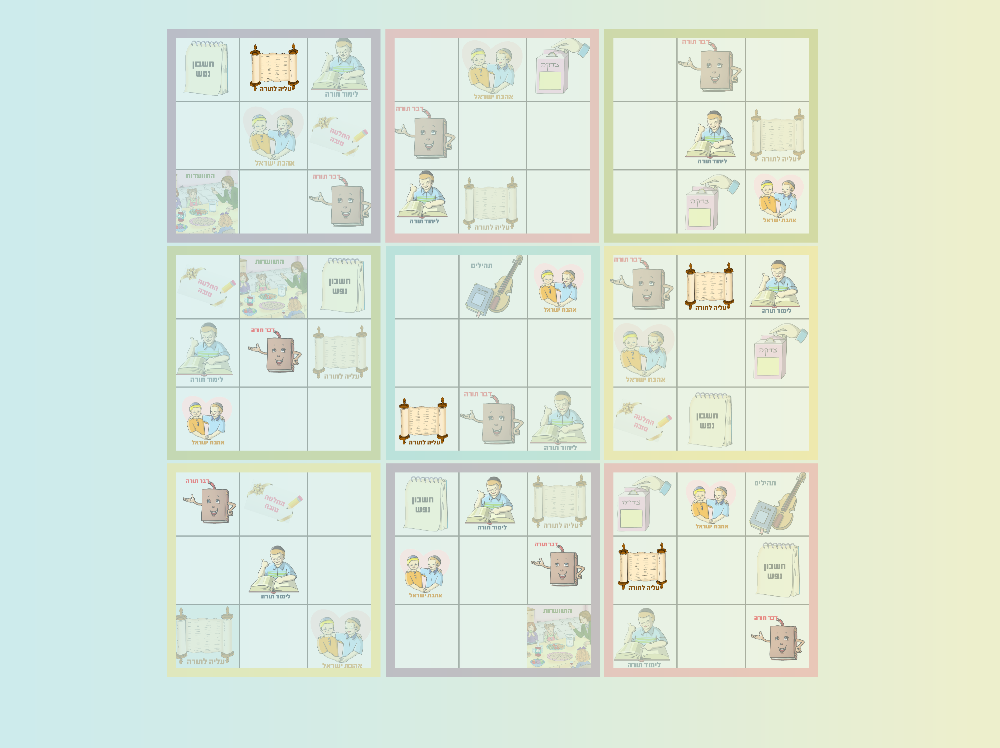 דבר תורה
עליה לתורה
לימוד תורה
אהבת ישראל
צדקה
צדקה
אהבת ישראל
דבר תורה
עליה לתורה
לימוד תורה
לימוד תורה
עליה לתורה
חשבון
נפש
החלטה
טובה
אהבת ישראל
דבר תורה
התוועדות
לימוד תורה
עליה לתורה
דבר תורה
צדקה
אהבת ישראל
חשבון
נפש
החלטה
טובה
אהבת ישראל
תהילים
תהילים
לימוד תורה
דבר תורה
עליה לתורה
חשבון
נפש
התוועדות
החלטה
טובה
עליה לתורה
דבר תורה
לימוד תורה
אהבת ישראל
תהילים
תהילים
אהבת ישראל
צדקה
חשבון
נפש
עליה לתורה
דבר תורה
לימוד תורה
עליה לתורה
לימוד תורה
חשבון
נפש
דבר תורה
אהבת ישראל
התוועדות
החלטה
טובה
דבר תורה
לימוד תורה
אהבת ישראל
עליה לתורה